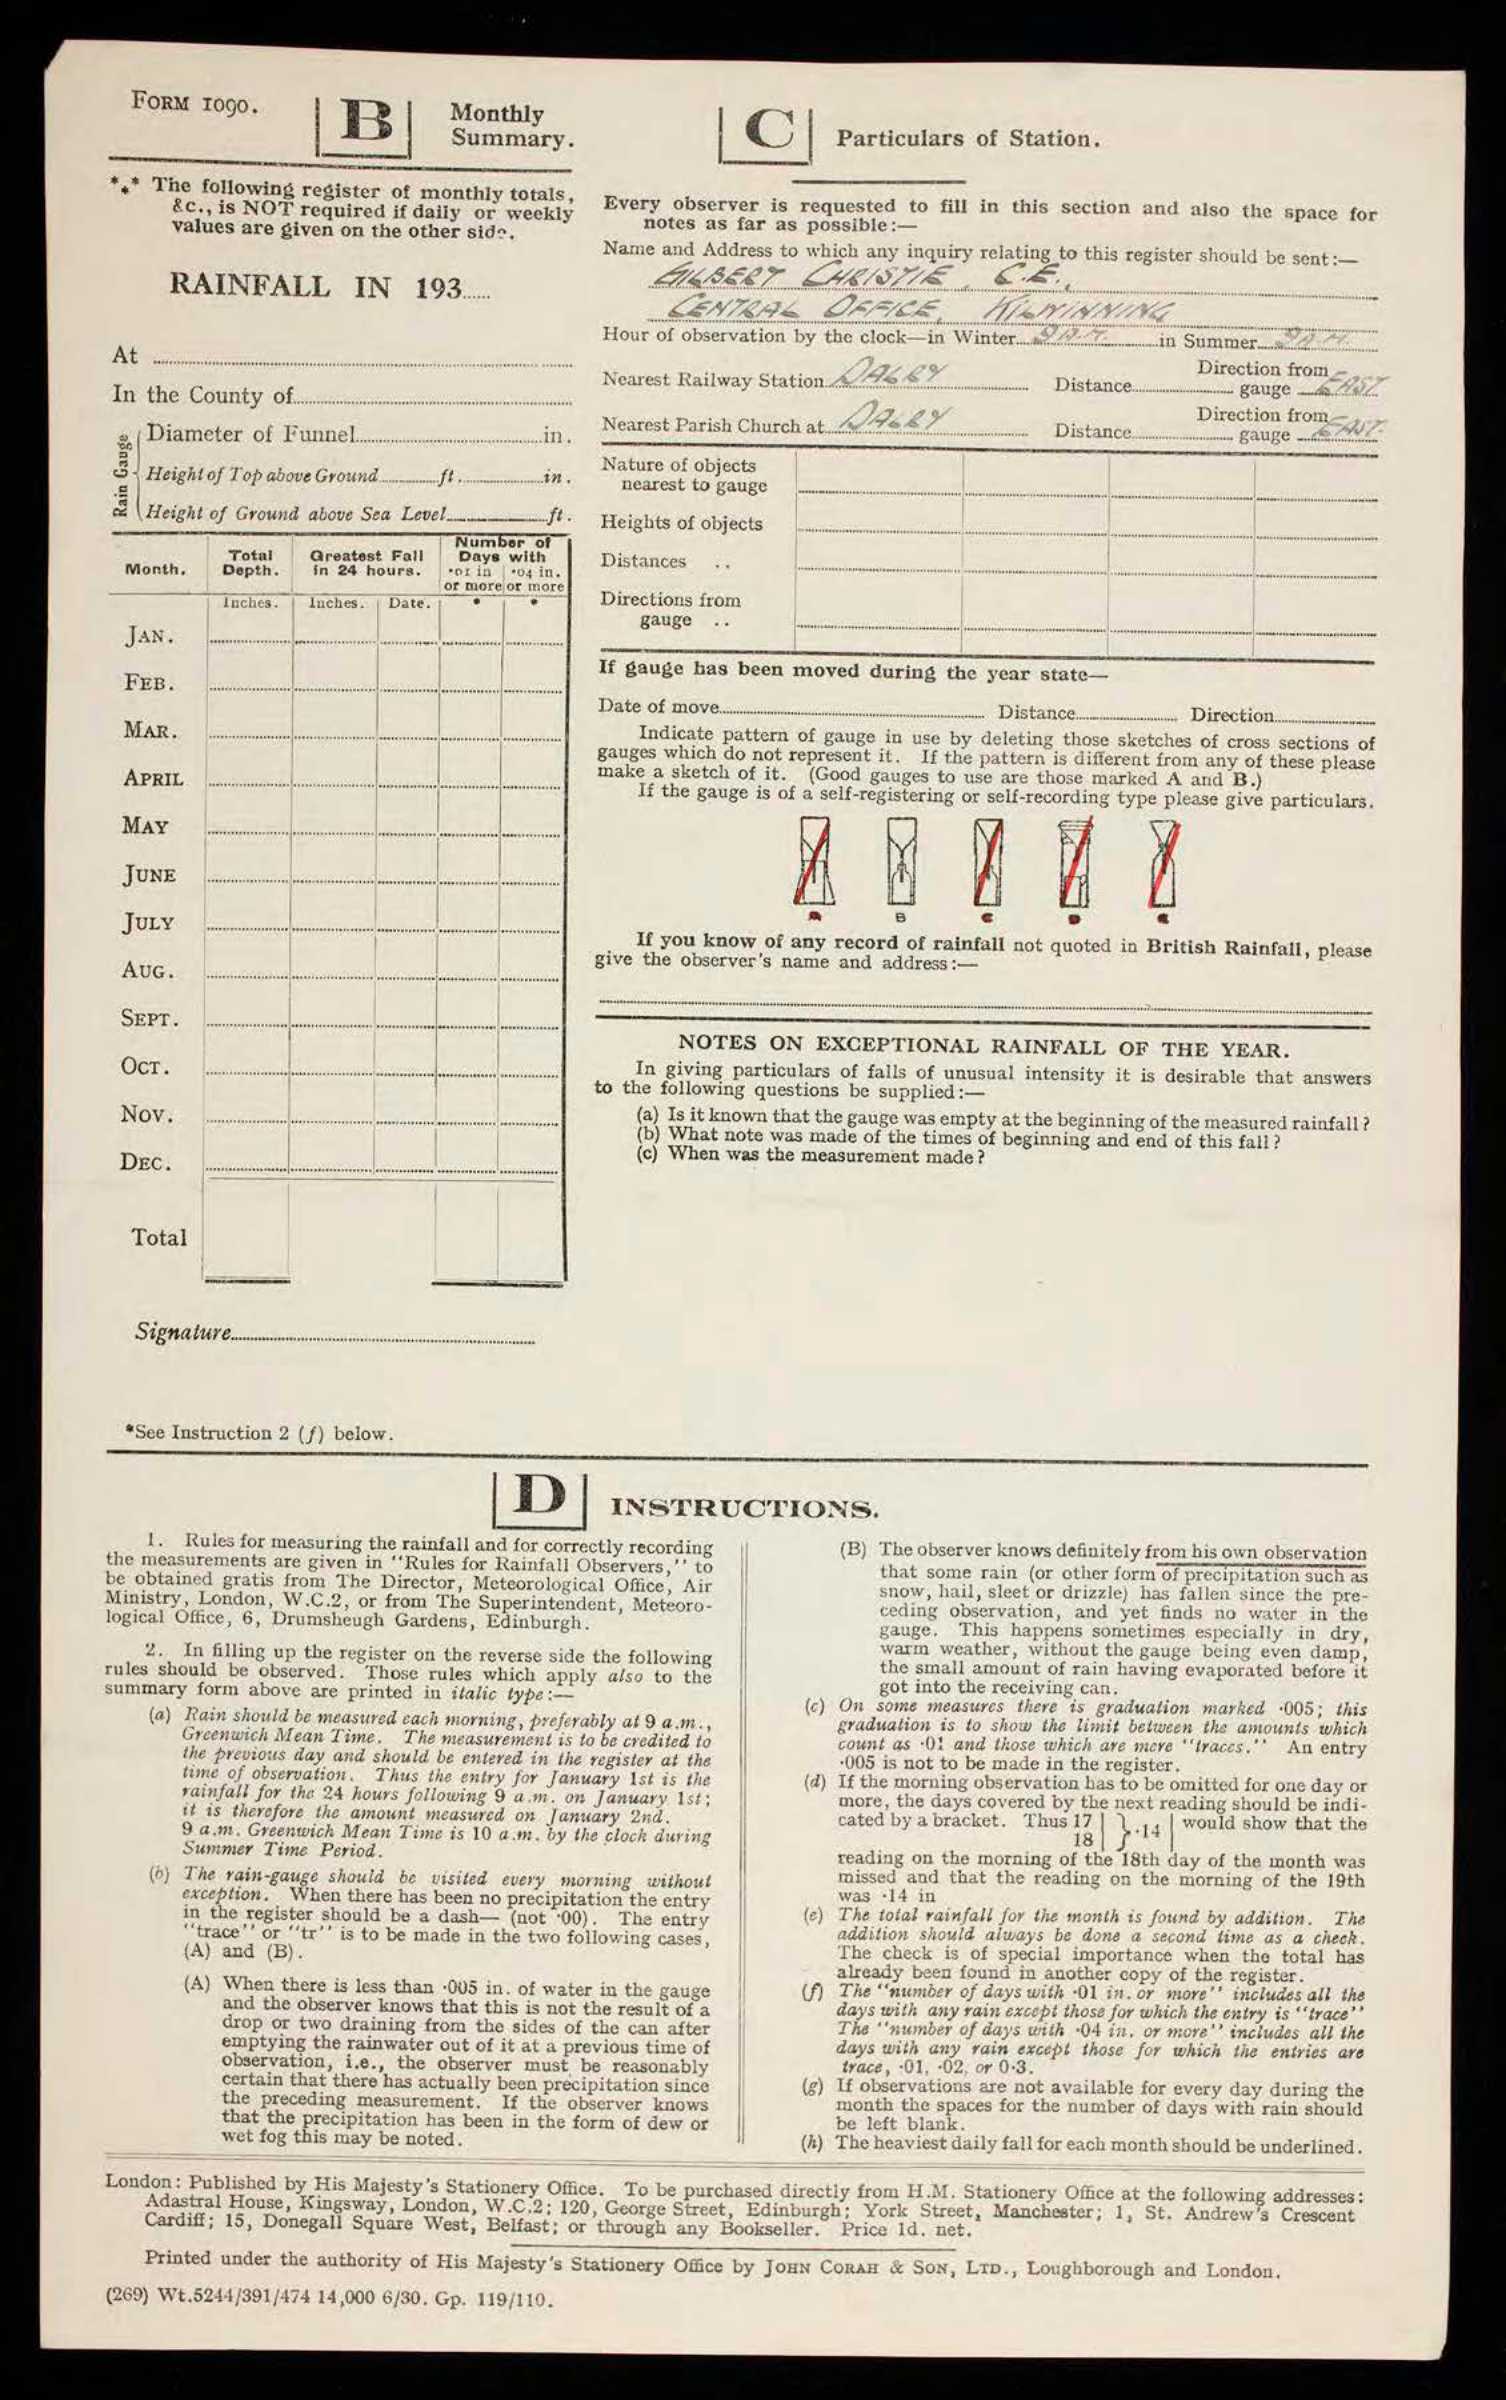 FORM 1090.
B
Monthly
Summary.
*** The following register of monthly totals,
&c., is NOT required if daily or weekly
values are given on the other side.
RAINFALL IN 193......
At
In the County of
Rain Gauge
Diameter of Funnel in.
Height of Top above Ground ft. in.
Height of Ground above Sea Level ft.
Month. Total Depth. Greatest Fall in 24 hours. Number of Days with
·01 in or more ·04 in. or more
Inches. Inches. Date. * *
JAN.
FEB.
MAR.
APRIL
MAY
JUNE
JULY
AUG.
SEPT.
OCT.
NOV.
DEC.
Total
Signature
*See Instruction 2 (f) below.
C
Particulars of Station.
Every observer is requested to fill in this section and also the space for
notes as far as possible:—
Name and Address to which any inquiry relating to this register should be sent:—
GILBERT CHRISTIE, C.E.,
CENTRAL OFFICE, KILWINNING
Hour of observation by the clock—in Winter 9 A.M. in Summer 9 A.M.
Nearest Railway Station DALRY Distance Direction from gauge EAST.
Nearest Parish Church at DALRY Distance Direction from gauge EAST.
Nature of objects
nearest to gauge
Heights of objects
Distances ..
Directions from
gauge ..
If gauge has been moved during the year state—
Date of move Distance Direction
Indicate pattern of gauge in use by deleting those sketches of cross sections of
gauges which do not represent it. If the pattern is different from any of these please
make a sketch of it. (Good gauges to use are those marked A and B.)
If the gauge is of a self-registering or self-recording type please give particulars.
B
If you know of any record of rainfall not quoted in British Rainfall, please
give the observer's name and address:—
NOTES ON EXCEPTIONAL RAINFALL OF THE YEAR.
In giving particulars of falls of unusual intensity it is desirable that answers
to the following questions be supplied:—
(a) Is it known that the gauge was empty at the beginning of the measured rainfall?
(b) What note was made of the times of beginning and end of this fall?
(c) When was the measurement made?
D
INSTRUCTIONS.
1. Rules for measuring the rainfall and for correctly recording
the measurements are given in "Rules for Rainfall Observers," to
be obtained gratis from The Director, Meteorological Office, Air
Ministry, London, W.C.2, or from The Superintendent, Meteoro-
logical Office, 6, Drumsheugh Gardens, Edinburgh.
2. In filling up the register on the reverse side the following
rules should be observed. Those rules which apply also to the
summary form above are printed in italic type:—
(a) Rain should be measured each morning, preferably at 9 a.m.,
Greenwich Mean Time. The measurement is to be credited to
the previous day and should be entered in the register at the
time of observation. Thus the entry for January 1st is the
rainfall for the 24 hours following 9 a.m. on January 1st;
it is therefore the amount measured on January 2nd.
9 a.m. Greenwich Mean Time is 10 a.m. by the clock during
Summer Time Period.
(b) The rain-gauge should be visited every morning without
exception. When there has been no precipitation the entry
in the register should be a dash— (not ·00). The entry
"trace" or "tr" is to be made in the two following cases,
(A) and (B).
(A) When there is less than ·005 in. of water in the gauge
and the observer knows that this is not the result of a
drop or two draining from the sides of the can after
emptying the rainwater out of it at a previous time of
observation, i.e., the observer must be reasonably
certain that there has actually been precipitation since
the preceding measurement. If the observer knows
that the precipitation has been in the form of dew or
wet fog this may be noted.
(B) The observer knows definitely from his own observation
that some rain (or other form of precipitation such as
snow, hail, sleet or drizzle) has fallen since the pre-
ceding observation, and yet finds no water in the
gauge. This happens sometimes especially in dry,
warm weather, without the gauge being even damp,
the small amount of rain having evaporated before it
got into the receiving can.
(c) On some measures there is graduation marked ·005; this
graduation is to show the limit between the amounts which
count as ·01 and those which are mere "traces." An entry
·005 is not to be made in the register.
(d) If the morning observation has to be omitted for one day or
more, the days covered by the next reading should be indi-
cated by a bracket. Thus 17 | } ·14 | would show that the
18 |
reading on the morning of the 18th day of the month was
missed and that the reading on the morning of the 19th
was ·14 in
(e) The total rainfall for the month is found by addition. The
addition should always be done a second time as a check.
The check is of special importance when the total has
already been found in another copy of the register.
(f) The "number of days with ·01 in. or more" includes all the
days with any rain except those for which the entry is "trace"
The "number of days with ·04 in. or more" includes all the
days with any rain except those for which the entries are
trace, ·01, ·02, or 0·3.
(g) If observations are not available for every day during the
month the spaces for the number of days with rain should
be left blank.
(h) The heaviest daily fall for each month should be underlined.
London: Published by His Majesty's Stationery Office. To be purchased directly from H.M. Stationery Office at the following addresses:
Adastral House, Kingsway, London, W.C.2; 120, George Street, Edinburgh; York Street, Manchester; 1, St. Andrew's Crescent
Cardiff; 15, Donegall Square West, Belfast; or through any Bookseller. Price 1d. net.
Printed under the authority of His Majesty's Stationery Office by JOHN CORAH & SON, LTD., Loughborough and London.
(269) Wt.5244/391/474 14,000 6/30. Gp. 119/110.